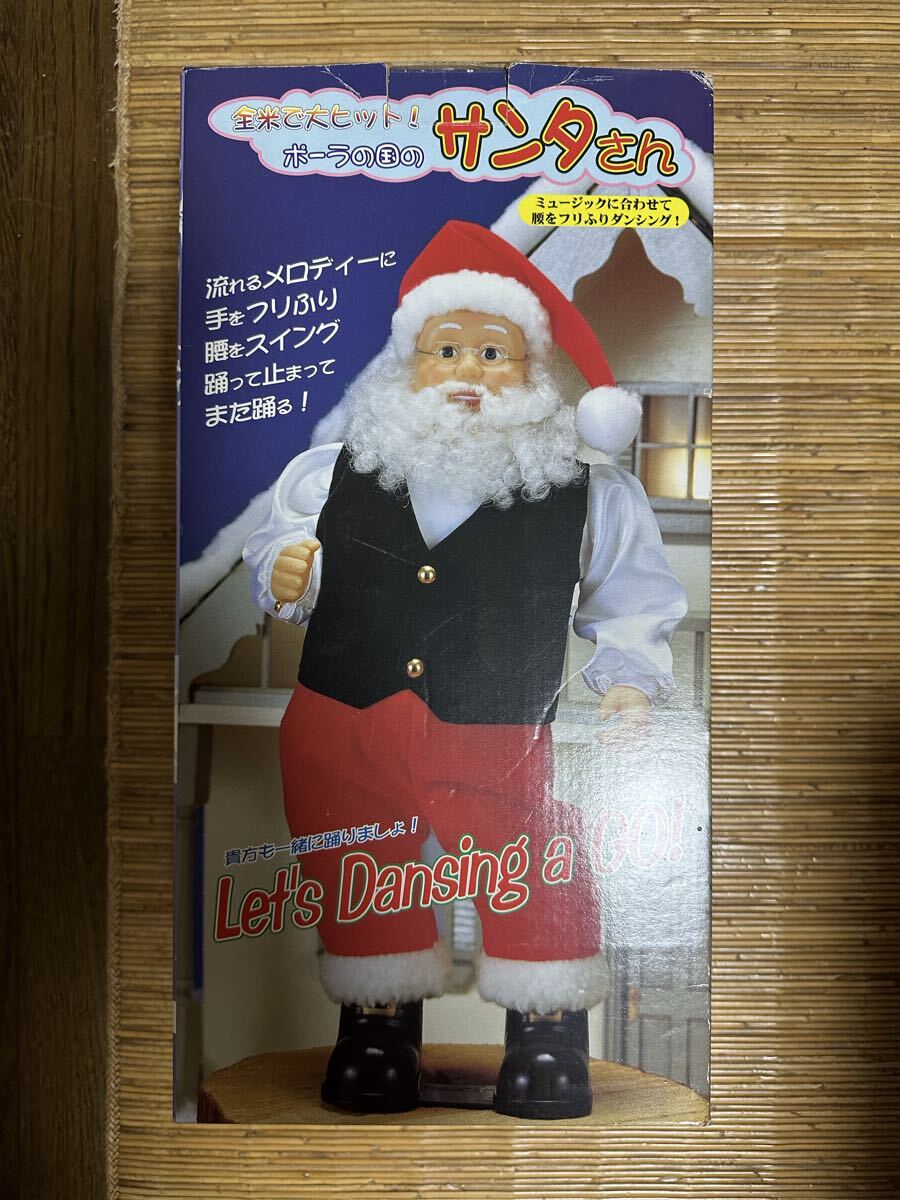 全米で大ヒット!
ポーラの国の
サンタさん
ミュージックに合わせて
腰をフリふりダンシング!
流れるメロディーに
手をフリふり
腰をスイング
踊って止まって
また踊る!
貴方も一緒に踊りましょ!
Let's Dansing a GO!